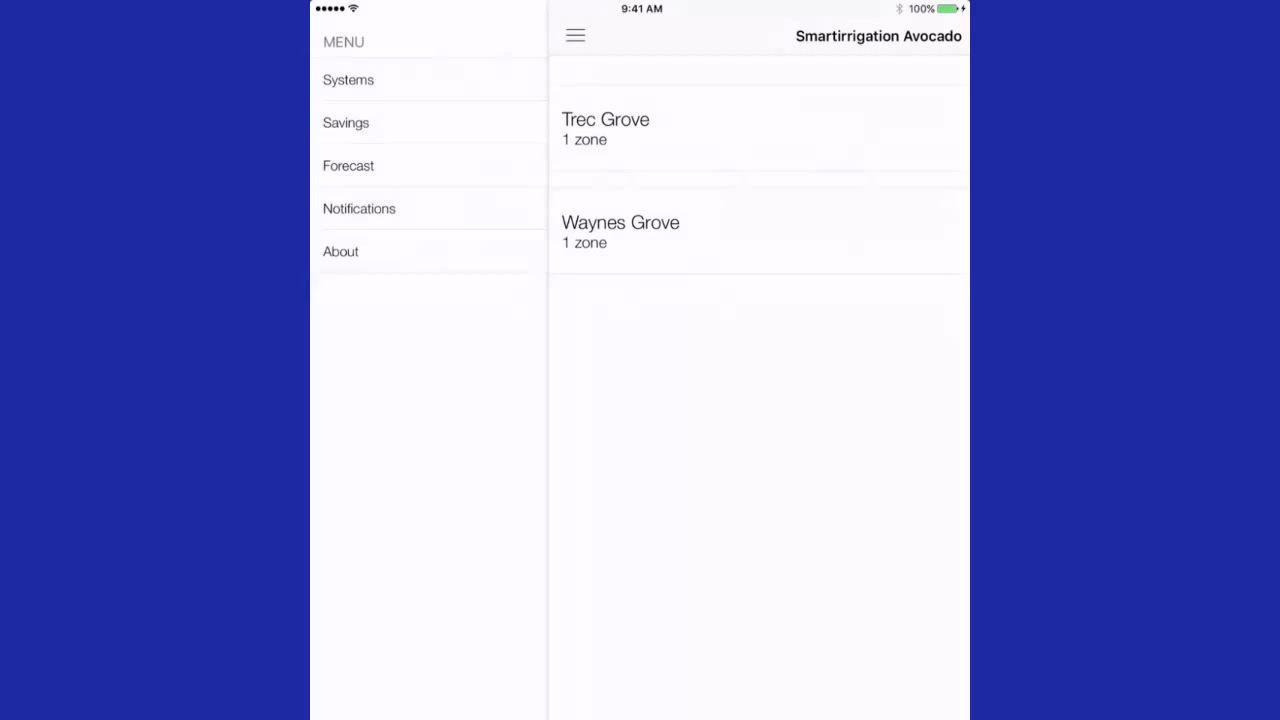 9:41 AM
100%
MENU
Systems
Savings
Forecast
Notifications
About
Smartirrigation Avocado
Trec Grove
1 zone
Waynes Grove
1 zone